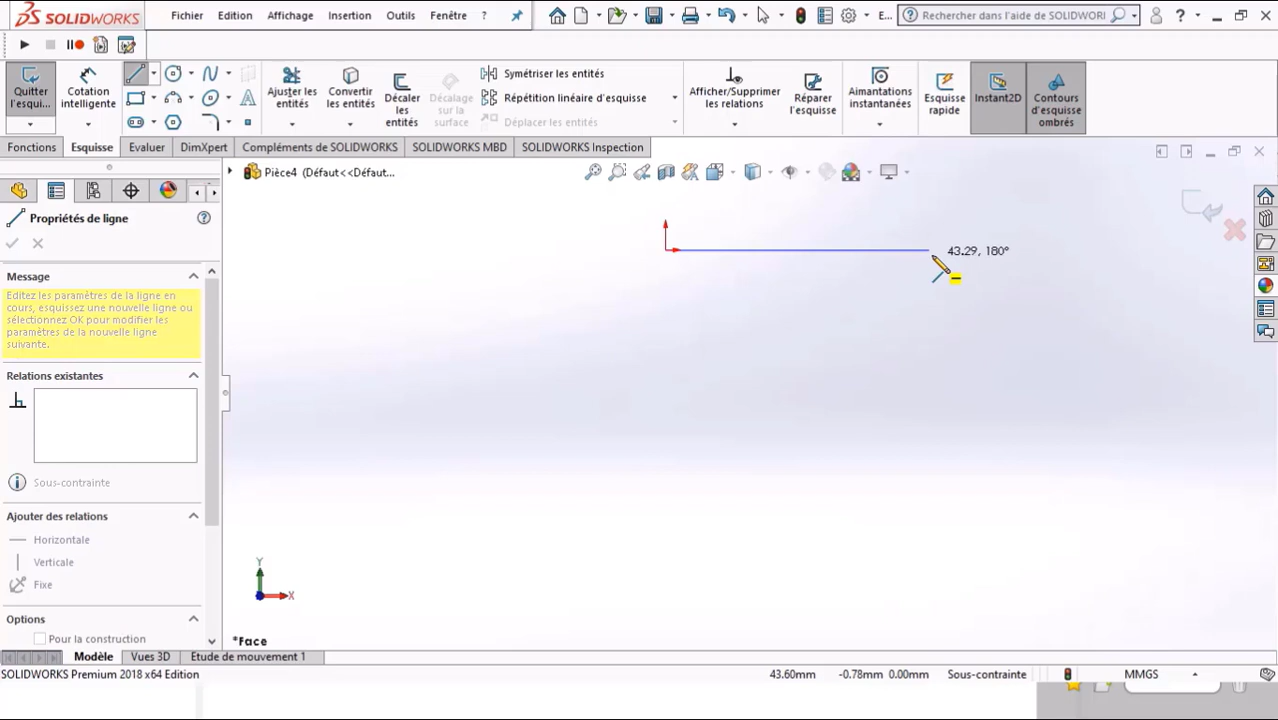 SOLIDWORKS
Fichier Edition Affichage Insertion Outils Fenêtre ?
E... Rechercher dans l'aide de SOLIDWORI
Quitter l'esqui...
Cotation intelligente
Ajuster les entités
Convertir les entités
Décaler les entités
Décalage sur la surface
Symétriser les entités
Répétition linéaire d'esquisse
Déplacer les entités
Afficher/Supprimer les relations
Réparer l'esquisse
Aimantations instantanées
Esquisse rapide
Instant2D
Contours d'esquisse ombrés
Fonctions Esquisse Evaluer DimXpert Compléments de SOLIDWORKS SOLIDWORKS MBD SOLIDWORKS Inspection
Pièce4 (Défaut<<Défaut...
Propriétés de ligne
Message
Editez les paramètres de la ligne en
cours, esquissez une nouvelle ligne ou
sélectionnez OK pour modifier les
paramètres de la nouvelle ligne
suivante.
Relations existantes
Sous-contrainte
Ajouter des relations
Horizontale
Verticale
Fixe
Options
Pour la construction
43.29, 180°
Y
X
*Face
Modèle Vues 3D Etude de mouvement 1
SOLIDWORKS Premium 2018 x64 Edition 43.60mm -0.78mm 0.00mm Sous-contrainte MMGS